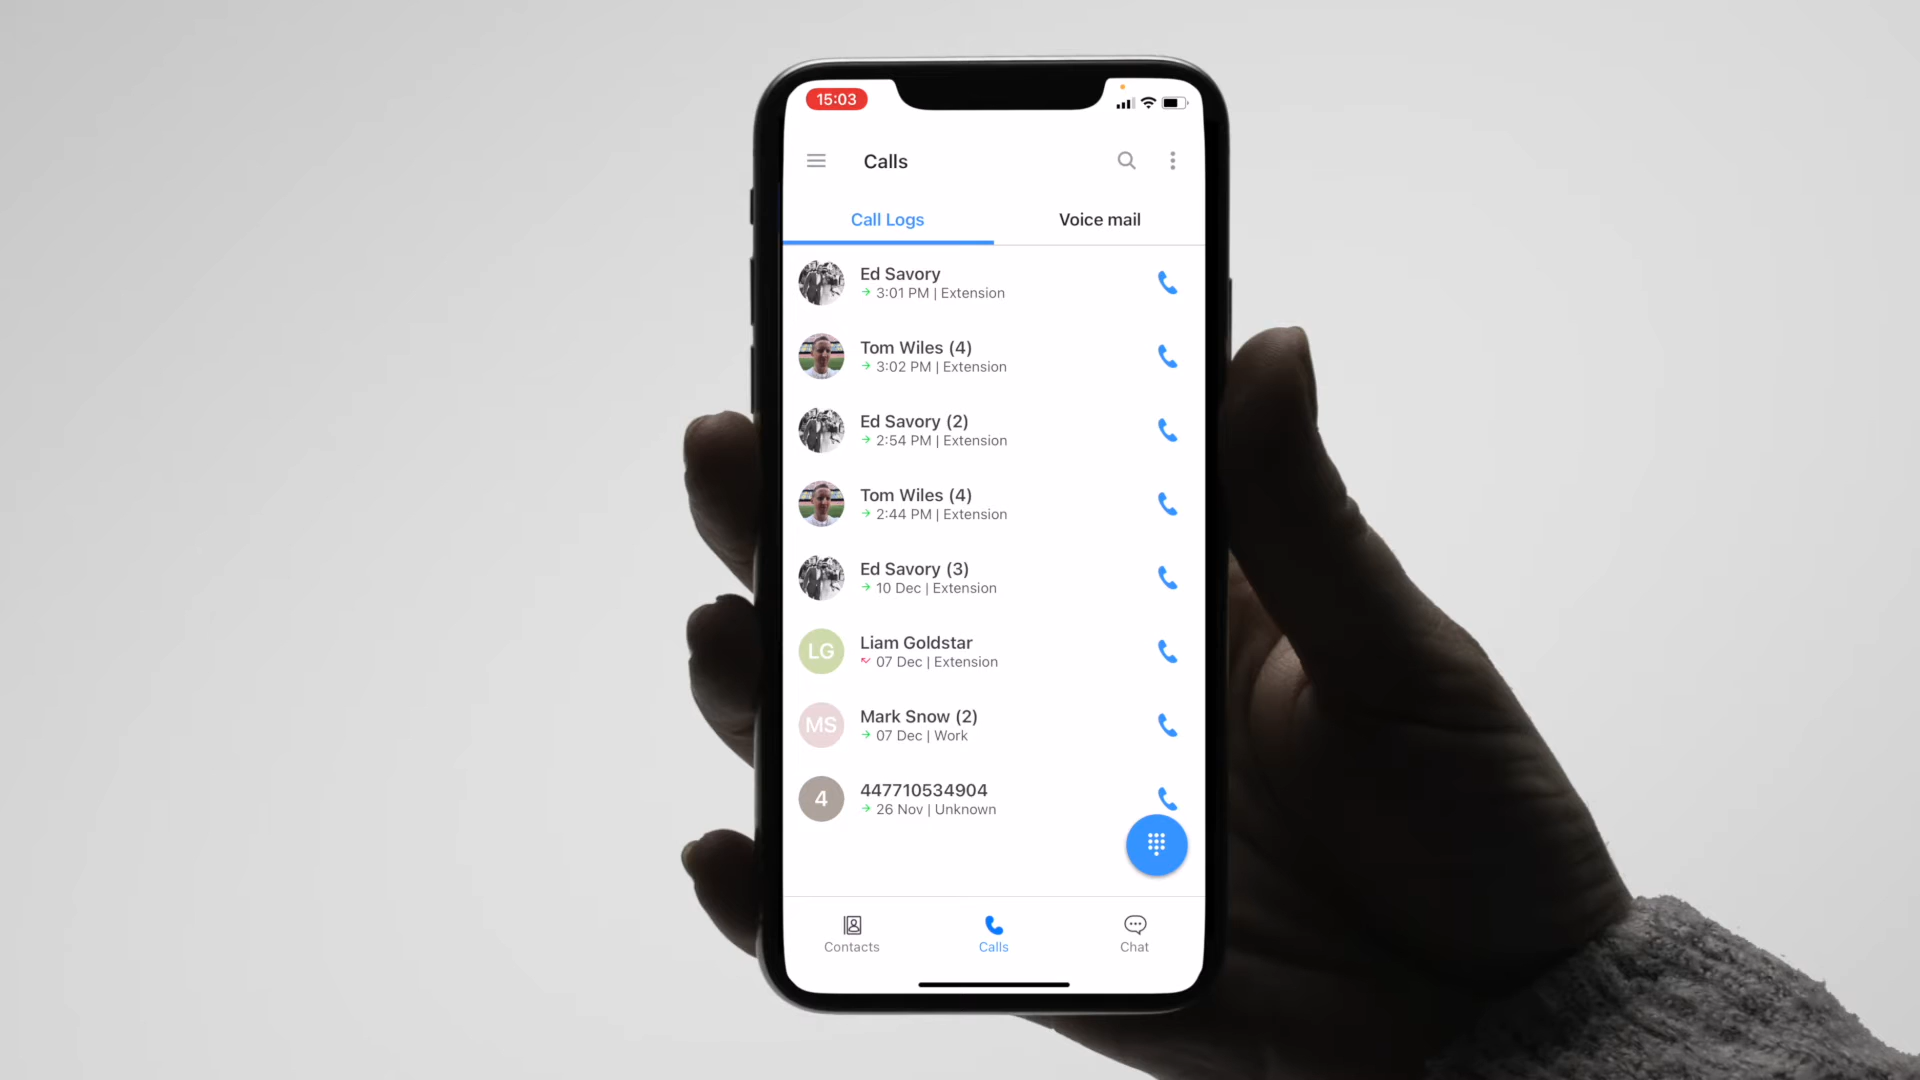 15:03
Calls
Call Logs
Voice mail
Ed Savory
3:01 PM | Extension
Tom Wiles (4)
3:02 PM | Extension
Ed Savory (2)
2:54 PM | Extension
Tom Wiles (4)
2:44 PM | Extension
Ed Savory (3)
10 Dec | Extension
LG
Liam Goldstar
07 Dec | Extension
MS
Mark Snow (2)
07 Dec | Work
4
447710534904
26 Nov | Unknown
Contacts
Calls
Chat